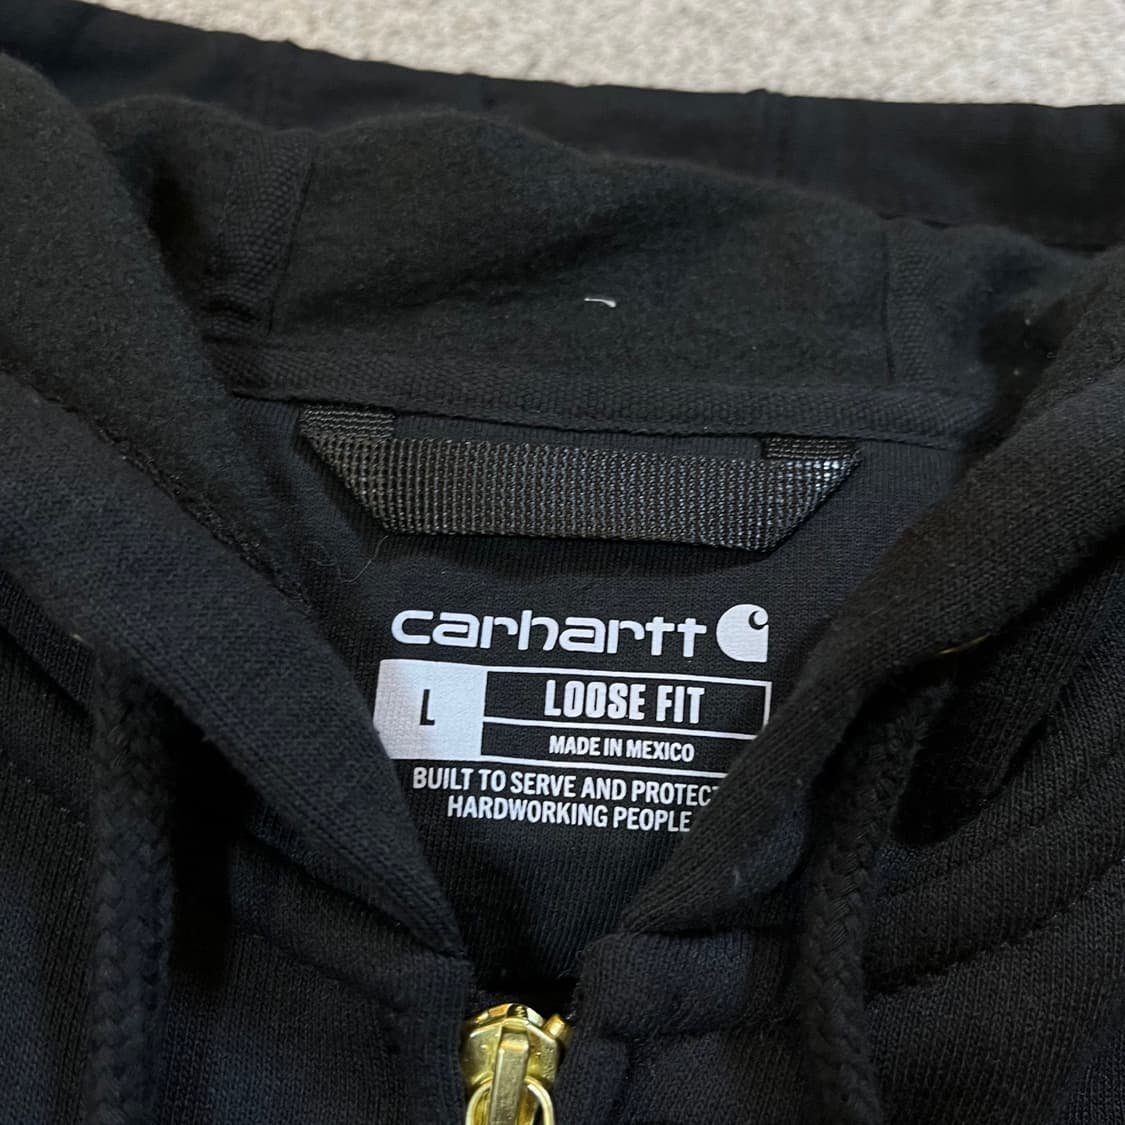 carhartt
L
LOOSE FIT
MADE IN MEXICO
BUILT TO SERVE AND PROTECT
HARDWORKING PEOPLE